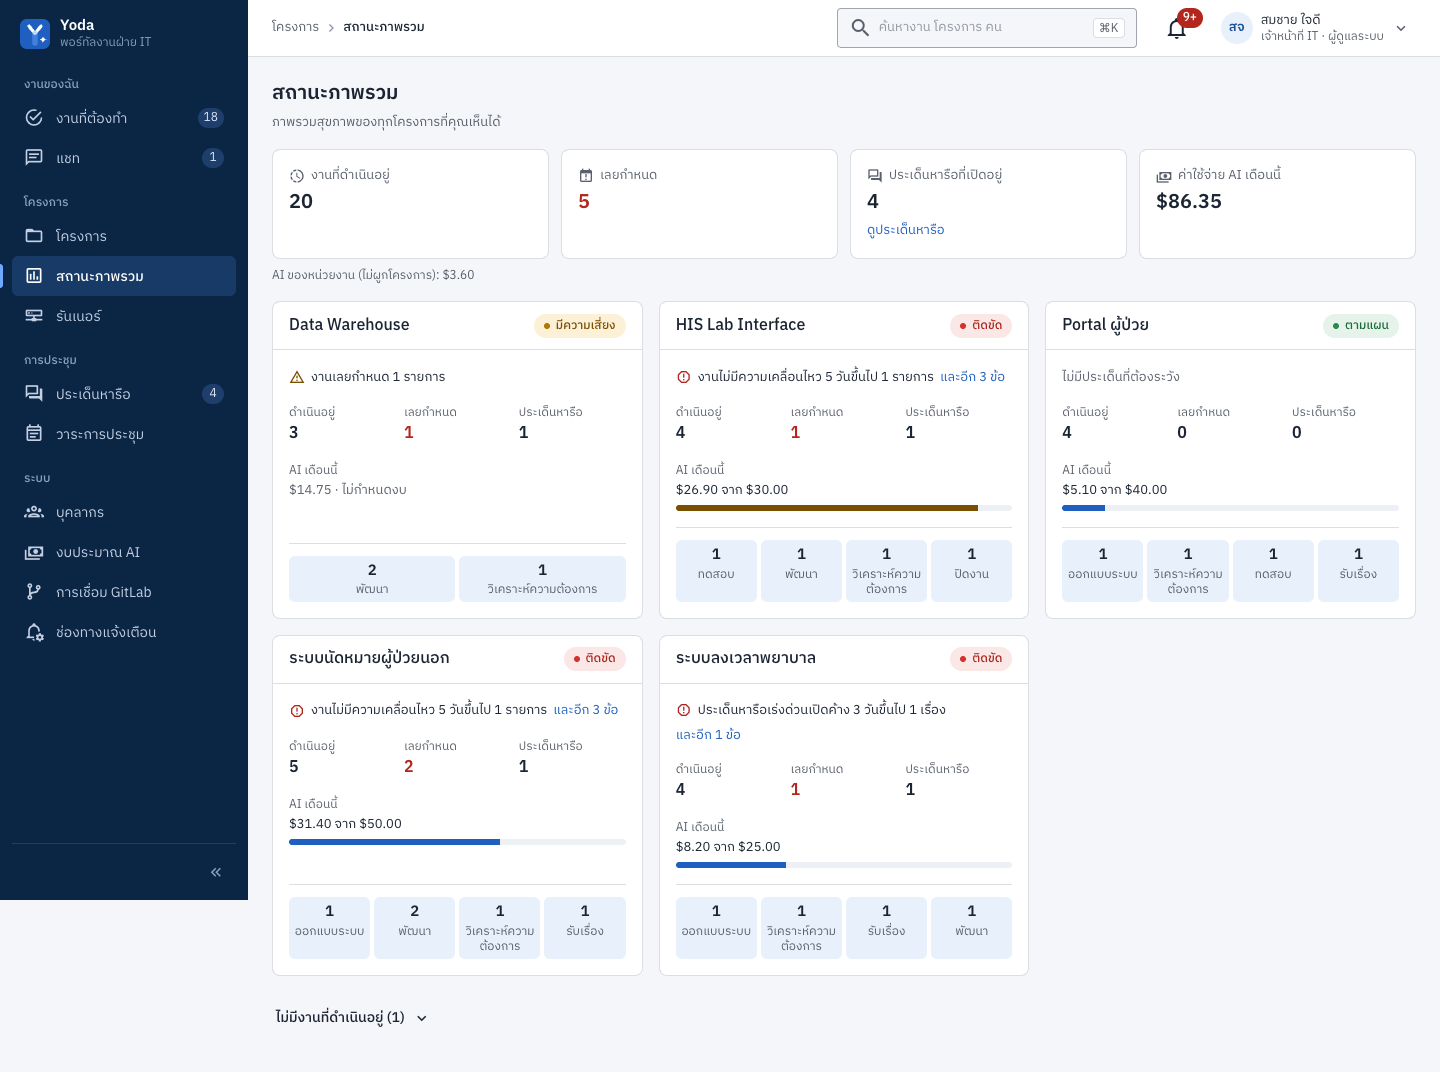 Yoda
พอร์ทัลงานฝ่าย IT
งานของฉัน
งานที่ต้องทำ 18
แชท 1
โครงการ
โครงการ
สถานะภาพรวม
รันเนอร์
การประชุม
ประเด็นหารือ 4
วาระการประชุม
ระบบ
บุคลากร
งบประมาณ AI
การเชื่อม GitLab
ช่องทางแจ้งเตือน
โครงการ > สถานะภาพรวม
ค้นหางาน โครงการ คน ⌘K
9+
สจ
สมชาย ใจดี
เจ้าหน้าที่ IT · ผู้ดูแลระบบ
สถานะภาพรวม
ภาพรวมสุขภาพของทุกโครงการที่คุณเห็นได้
งานที่ดำเนินอยู่
20
เลยกำหนด
5
ประเด็นหารือที่เปิดอยู่
4
ดูประเด็นหารือ
ค่าใช้จ่าย AI เดือนนี้
$86.35
AI ของหน่วยงาน (ไม่ผูกโครงการ): $3.60
Data Warehouse
มีความเสี่ยง
งานเลยกำหนด 1 รายการ
ดำเนินอยู่ เลยกำหนด ประเด็นหารือ
3 1 1
AI เดือนนี้
$14.75 · ไม่กำหนดงบ
2 1
พัฒนา วิเคราะห์ความต้องการ
HIS Lab Interface
ติดขัด
งานไม่มีความเคลื่อนไหว 5 วันขึ้นไป 1 รายการ และอีก 3 ข้อ
ดำเนินอยู่ เลยกำหนด ประเด็นหารือ
4 1 1
AI เดือนนี้
$26.90 จาก $30.00
1 1 1 1
ทดสอบ พัฒนา วิเคราะห์ความ ปิดงาน
ต้องการ
Portal ผู้ป่วย
ตามแผน
ไม่มีประเด็นที่ต้องระวัง
ดำเนินอยู่ เลยกำหนด ประเด็นหารือ
4 0 0
AI เดือนนี้
$5.10 จาก $40.00
1 1 1 1
ออกแบบระบบ วิเคราะห์ความ ทดสอบ รับเรื่อง
ต้องการ
ระบบนัดหมายผู้ป่วยนอก
ติดขัด
งานไม่มีความเคลื่อนไหว 5 วันขึ้นไป 1 รายการ และอีก 3 ข้อ
ดำเนินอยู่ เลยกำหนด ประเด็นหารือ
5 2 1
AI เดือนนี้
$31.40 จาก $50.00
1 2 1 1
ออกแบบระบบ พัฒนา วิเคราะห์ความ รับเรื่อง
ต้องการ
ระบบลงเวลาพยาบาล
ติดขัด
ประเด็นหารือเร่งด่วนเปิดค้าง 3 วันขึ้นไป 1 เรื่อง
และอีก 1 ข้อ
ดำเนินอยู่ เลยกำหนด ประเด็นหารือ
4 1 1
AI เดือนนี้
$8.20 จาก $25.00
1 1 1 1
ออกแบบระบบ วิเคราะห์ความ รับเรื่อง พัฒนา
ต้องการ
ไม่มีงานที่ดำเนินอยู่ (1)